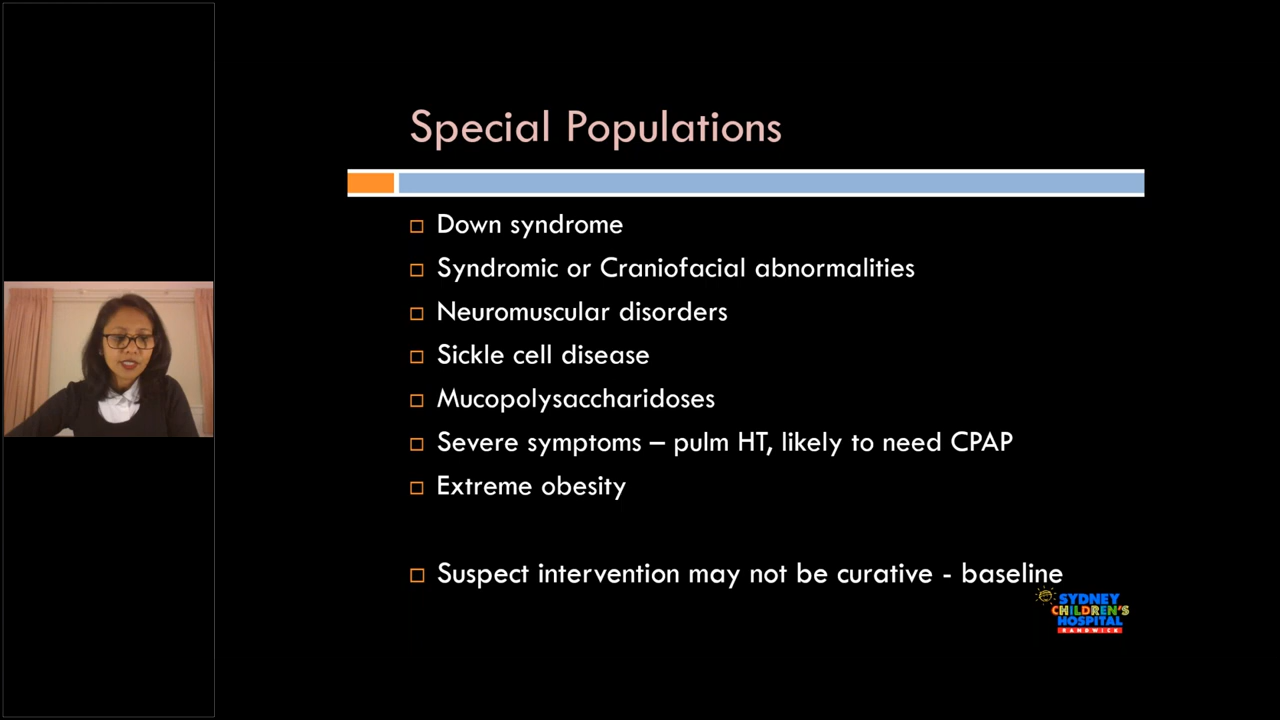 Special Populations
Down syndrome
Syndromic or Craniofacial abnormalities
Neuromuscular disorders
Sickle cell disease
Mucopolysaccharidoses
Severe symptoms – pulm HT, likely to need CPAP
Extreme obesity
Suspect intervention may not be curative - baseline
SYDNEY
CHILDREN'S
HOSPITAL
RANDWICK